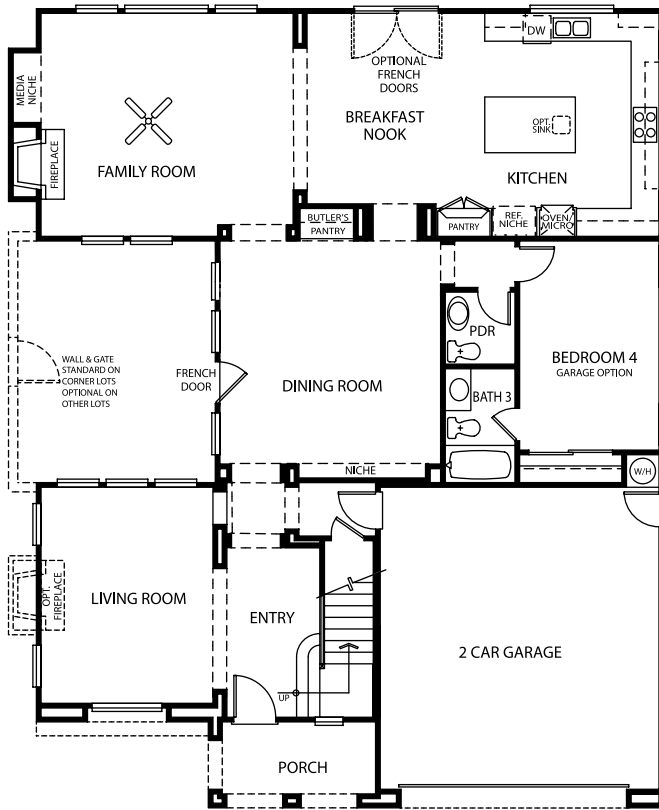 DW
OPTIONAL
FRENCH
DOORS
MEDIA
NICHE
BREAKFAST
NOOK
OPT.
SINK
FIREPLACE
FAMILY ROOM
KITCHEN
BUTLER'S
PANTRY
PANTRY
REF.
NICHE
OVEN/
MICRO
PDR
WALL & GATE
STANDARD ON
CORNER LOTS
OPTIONAL ON
OTHER LOTS
FRENCH
DOOR
DINING ROOM
BEDROOM 4
GARAGE OPTION
BATH 3
NICHE
W/H
OPT.
FIREPLACE
LIVING ROOM
ENTRY
2 CAR GARAGE
UP
PORCH